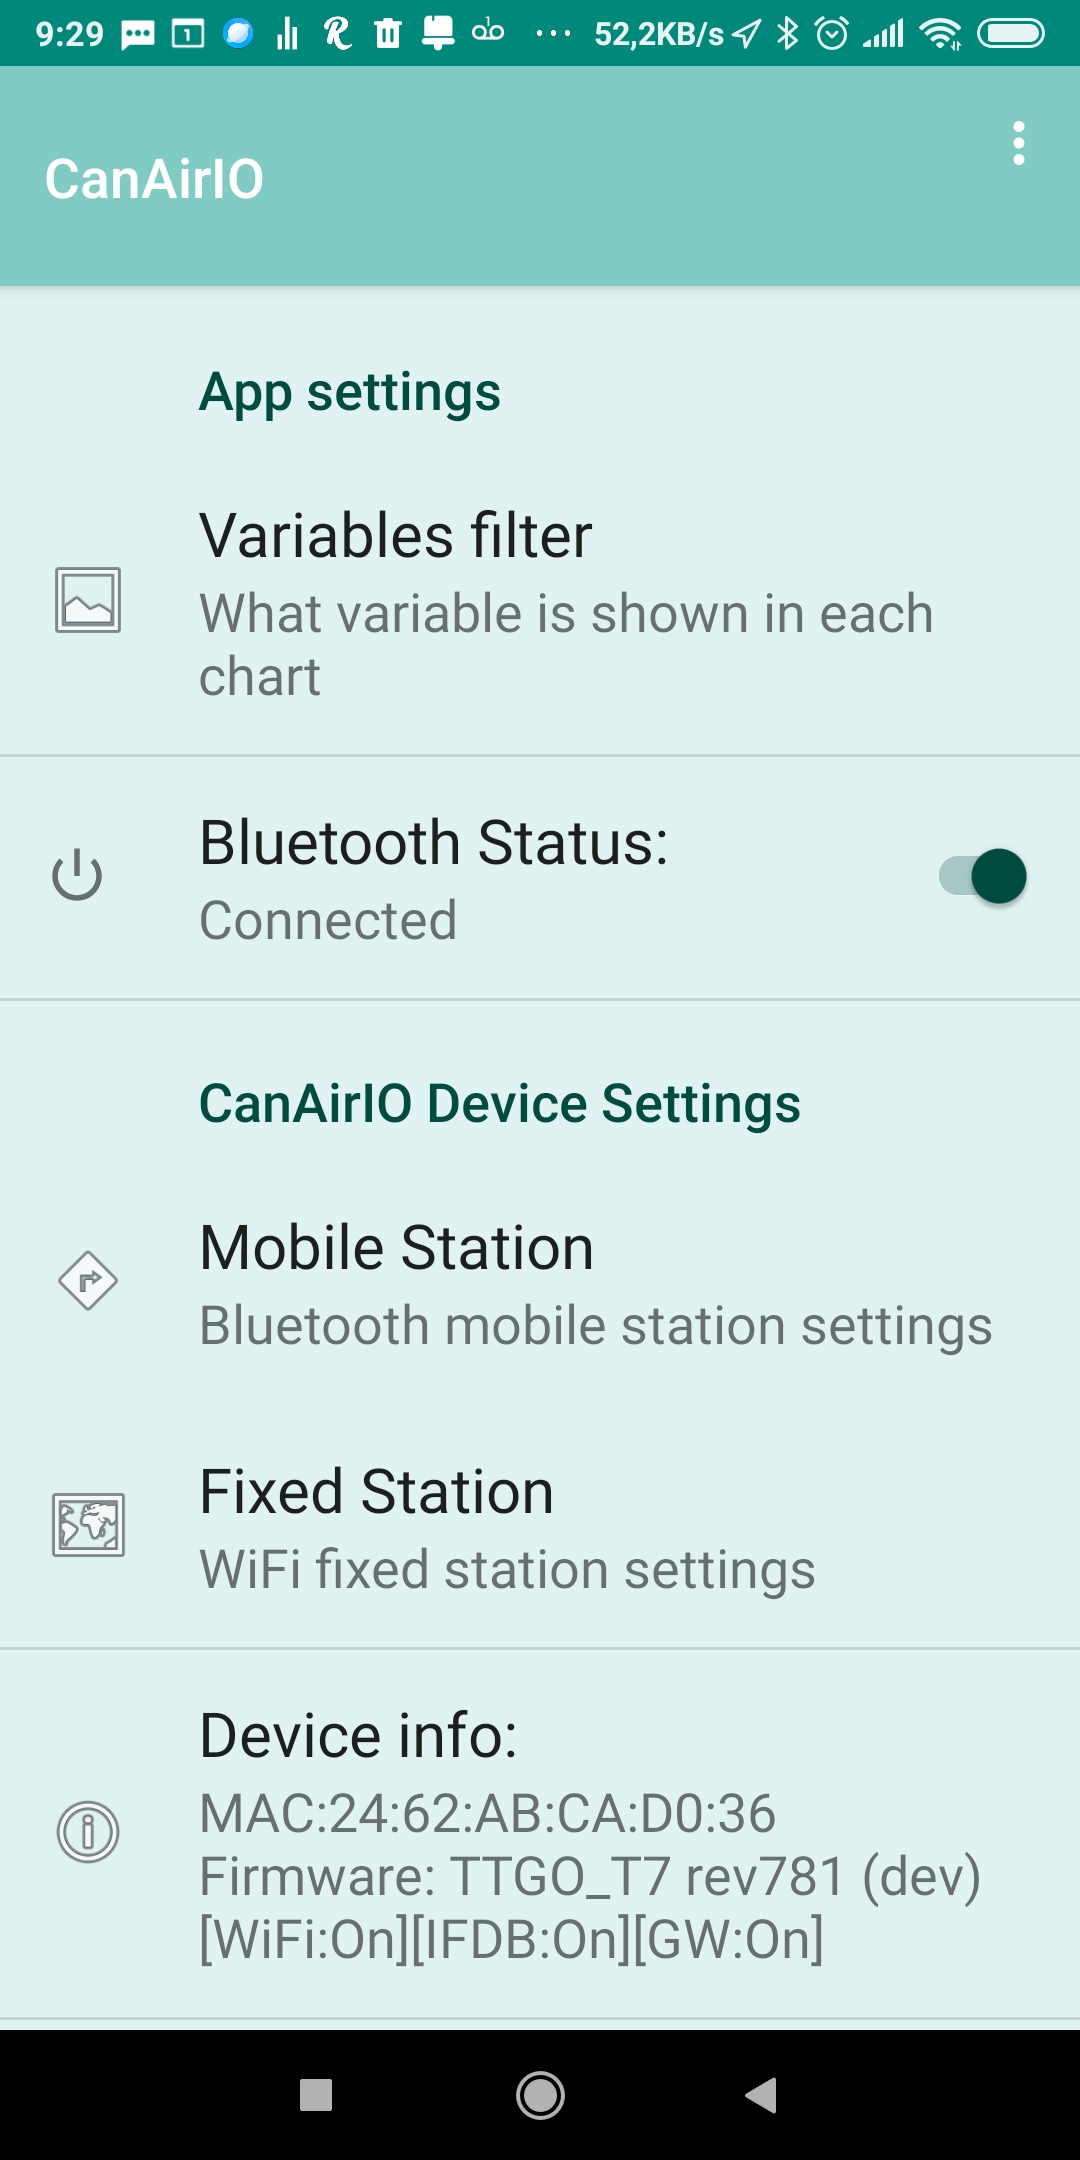 9:29 1 1 ... 52,2KB/s
CanAirIO
App settings
Variables filter
What variable is shown in each
chart
Bluetooth Status:
Connected
CanAirIO Device Settings
Mobile Station
Bluetooth mobile station settings
Fixed Station
WiFi fixed station settings
Device info:
MAC:24:62:AB:CA:D0:36
Firmware: TTGO_T7 rev781 (dev)
[WiFi:On][IFDB:On][GW:On]